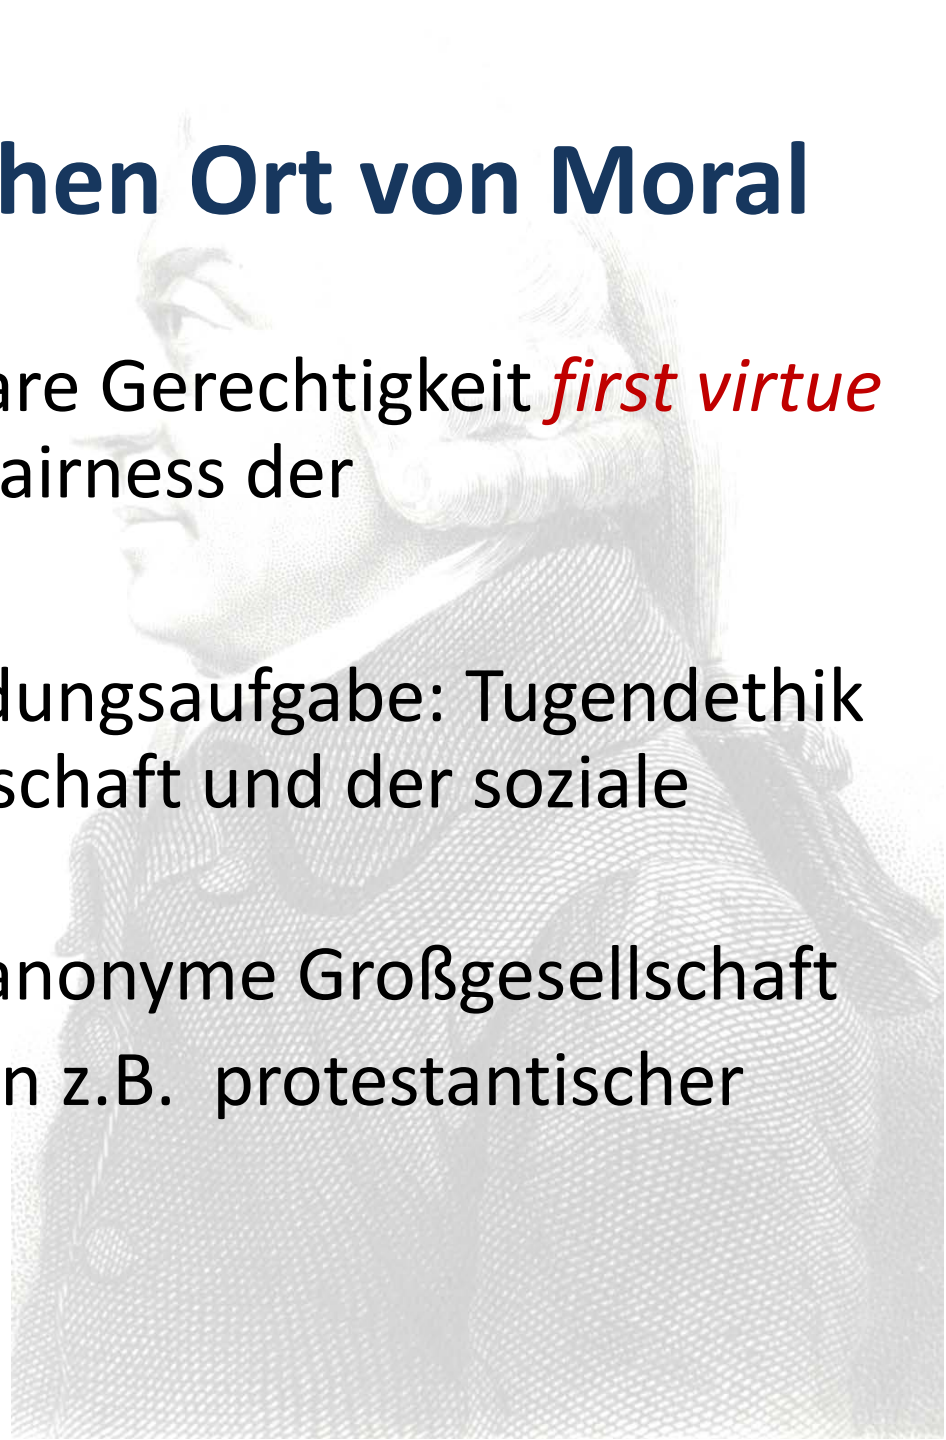 hen Ort von Moral
are Gerechtigkeit first virtue
airness der
dungsaufgabe: Tugendethik
schaft und der soziale
anonyme Großgesellschaft
n z.B. protestantischer